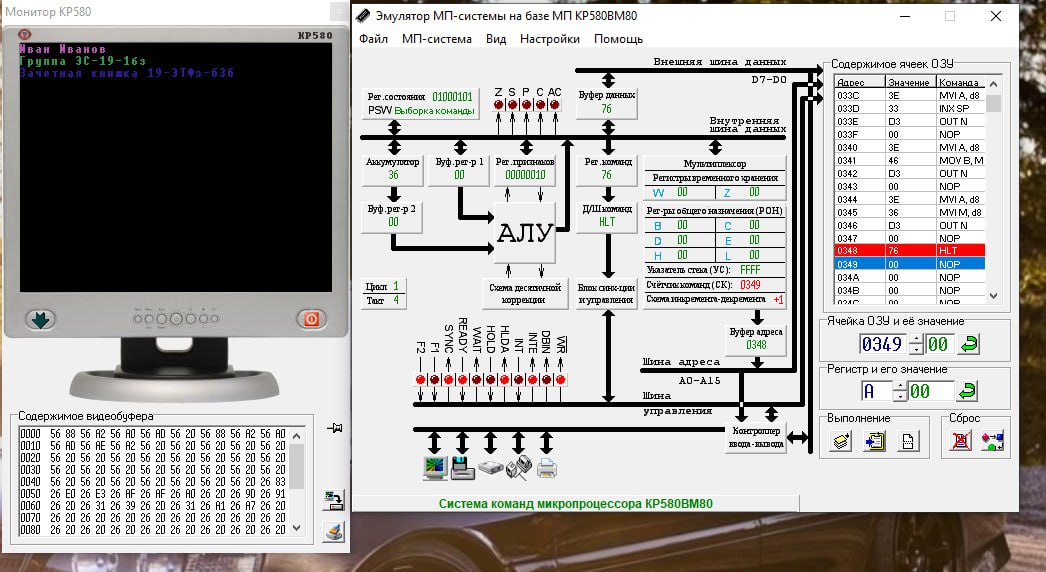 Монитор КР580
КР580
Иван Иванов
Группа ЭС-19-16з
Зачетная книжка 19-ЭТФз-636
Содержимое видеобуфера
0000 56 88 56 A2 56 A0 56 AD 56 20 56 88 56 A2 56 A0
0010 56 AD 56 AE 56 A2 56 20 56 20 56 20 56 20 56 20
0020 56 20 56 20 56 20 56 20 56 20 56 20 56 20 56 20
0030 56 20 56 20 56 20 56 20 56 20 56 20 56 20 56 20
0040 56 20 56 20 56 20 56 20 56 20 56 20 56 20 26 83
0050 26 E0 26 E3 26 AF 26 AF 26 A0 26 20 26 9D 26 91
0060 26 2D 26 31 26 39 26 2D 26 31 26 A1 26 A7 26 20
0070 26 20 26 20 26 20 26 20 26 20 26 20 26 20 26 20
0080 26 20 26 20 26 20 26 20 26 20 26 20 26 20 26 20
Эмулятор МП-системы на базе МП КР580ВМ80
Файл МП-система Вид Настройки Помощь
Внешняя шина данных
D7-D0
Рег.состояния 01000101
PSW Выборка команды
Z S P C AC
Буфер данных
76
Внутренняя
шина данных
Аккумулятор
36
Буф.рег-р 1
00
Рег.признаков
00000010
Рег.команд
76
Мультиплексор
Регистры временного хранения
W 00 Z 00
Буф.рег-р 2
00
АЛУ
Д/Ш команд
HLT
Рег-ры общего назначения (РОН)
B 00 C 00
D 00 E 00
H 00 L 00
Указатель стека (УС): FFFF
Счётчик команд (СК): 0349
Схема инкремента-декремента +1
Цикл 1
Такт 4
Схема десятичной
коррекции
Блок синх-ции
и управления
Буфер адреса
0348
F2 F1 SYNC READY WAIT HOLD HLDA INT INTE DBIN WR
Шина адреса
A0-A15
Шина
управления
Контроллер
ввода-вывода
Система команд микропроцессора КР580ВМ80
Содержимое ячеек ОЗУ
Адрес Значение Команда
033C 3E MVI A, d8
033D 33 INX SP
033E D3 OUT N
033F 00 NOP
0340 3E MVI A, d8
0341 46 MOV B, M
0342 D3 OUT N
0343 00 NOP
0344 3E MVI A, d8
0345 36 MVI M, d8
0346 D3 OUT N
0347 00 NOP
0348 76 HLT
0349 00 NOP
034A 00 NOP
034B 00 NOP
034C 00 NOP
Ячейка ОЗУ и её значение
0349 00
Регистр и его значение
A 00
Выполнение
Сброс